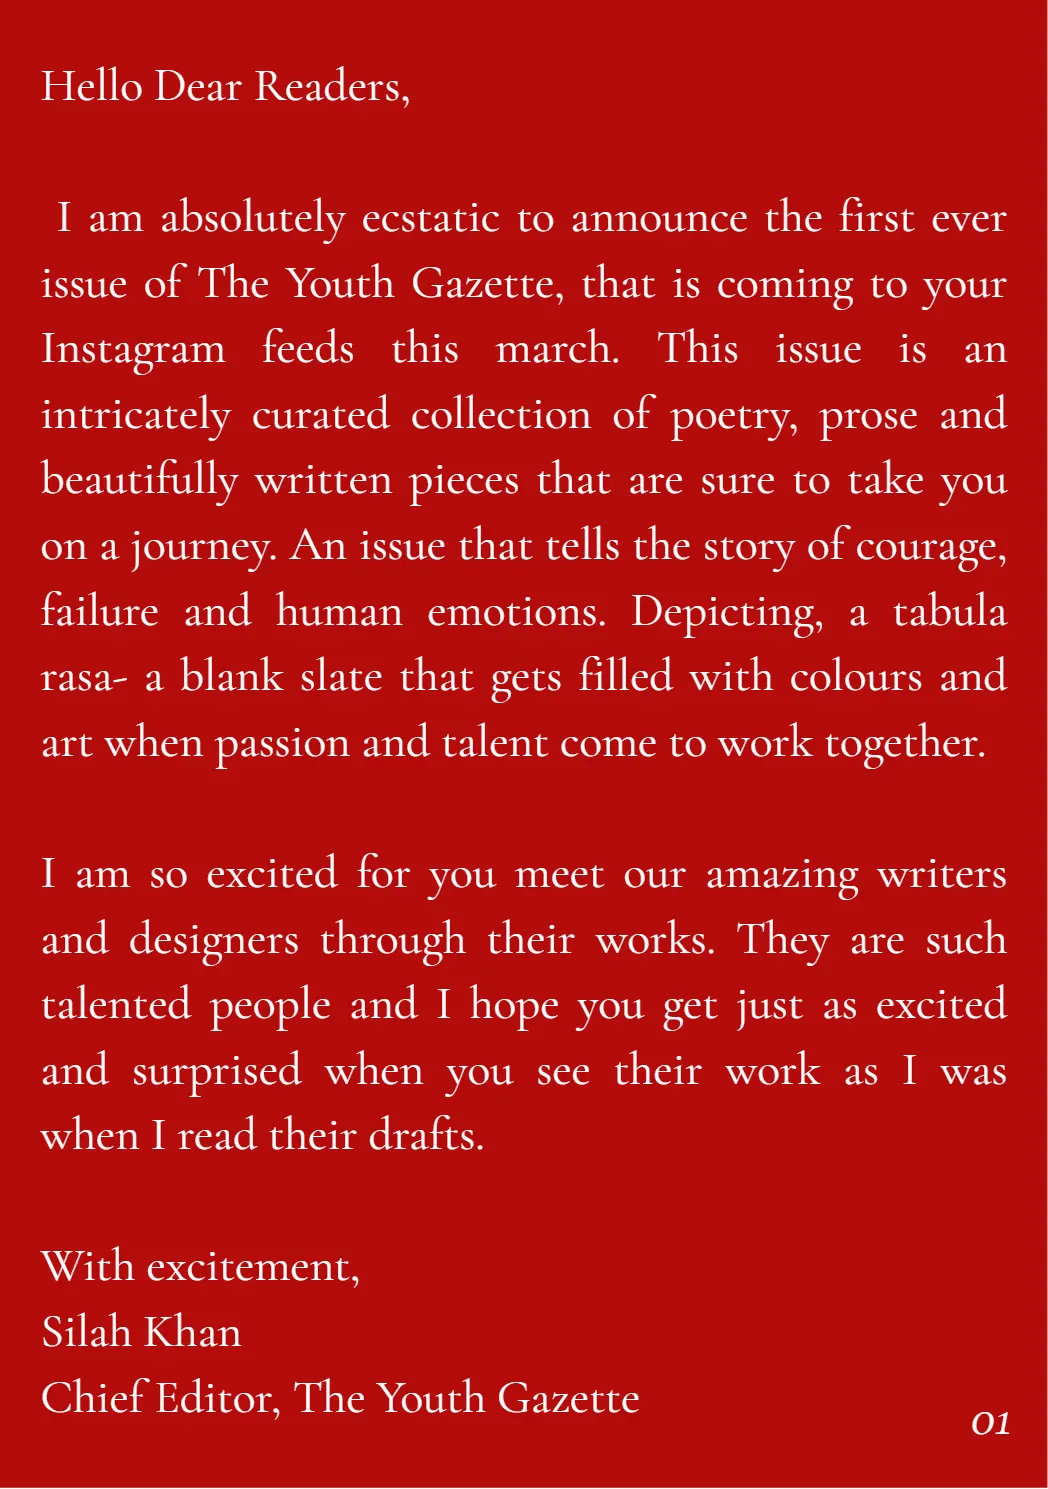 Hello Dear Readers,
I am absolutely ecstatic to announce the first ever
issue of The Youth Gazette, that is coming to your
Instagram feeds this march. This issue is an
intricately curated collection of poetry, prose and
beautifully written pieces that are sure to take you
on a journey. An issue that tells the story of courage,
failure and human emotions. Depicting, a tabula
rasa- a blank slate that gets filled with colours and
art when passion and talent come to work together.
I am so excited for you meet our amazing writers
and designers through their works. They are such
talented people and I hope you get just as excited
and surprised when you see their work as I was
when I read their drafts.
With excitement,
Silah Khan
Chief Editor, The Youth Gazette
01